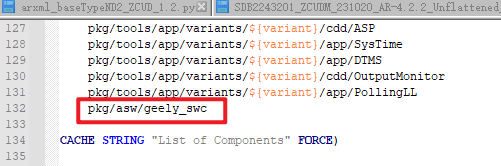 arxml_baseTypeND2_ZCUD_1.2.py
SDB2243201_ZCUDM_231020_AR-4.2.2_Unflattened
127 pkg/tools/app/variants/${variant}/cdd/ASP
128 pkg/tools/app/variants/${variant}/app/SysTime
129 pkg/tools/app/variants/${variant}/app/DTMS
130 pkg/tools/app/variants/${variant}/cdd/OutputMonitor
131 pkg/tools/app/variants/${variant}/app/PollingLL
132 pkg/asw/geely_swc
133
134 CACHE STRING "List of Components" FORCE)
135